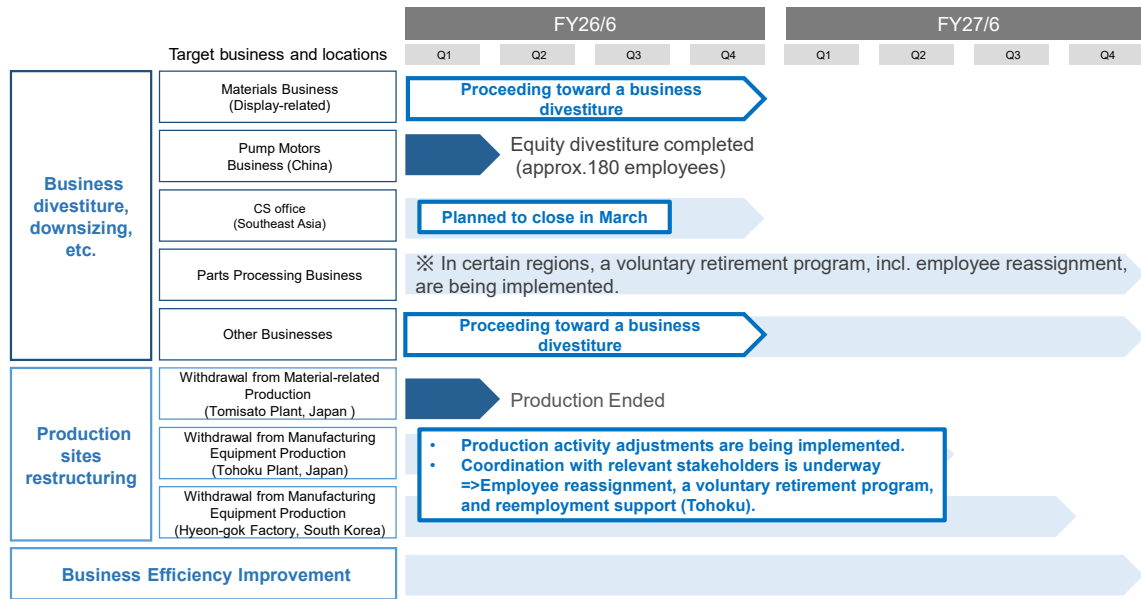 FY26/6
FY27/6
Target business and locations
Q1
Q2
Q3
Q4
Q1
Q2
Q3
Q4
Business
divestiture,
downsizing,
etc.
Materials Business
(Display-related)
Proceeding toward a business
divestiture
Pump Motors
Business (China)
Equity divestiture completed
(approx.180 employees)
CS office
(Southeast Asia)
Planned to close in March
Parts Processing Business
※ In certain regions, a voluntary retirement program, incl. employee reassignment,
are being implemented.
Other Businesses
Proceeding toward a business
divestiture
Production
sites
restructuring
Withdrawal from Material-related
Production
(Tomisato Plant, Japan )
Production Ended
Withdrawal from Manufacturing
Equipment Production
(Tohoku Plant, Japan)
• Production activity adjustments are being implemented.
• Coordination with relevant stakeholders is underway
=>Employee reassignment, a voluntary retirement program,
and reemployment support (Tohoku).
Withdrawal from Manufacturing
Equipment Production
(Hyeon-gok Factory, South Korea)
Business Efficiency Improvement